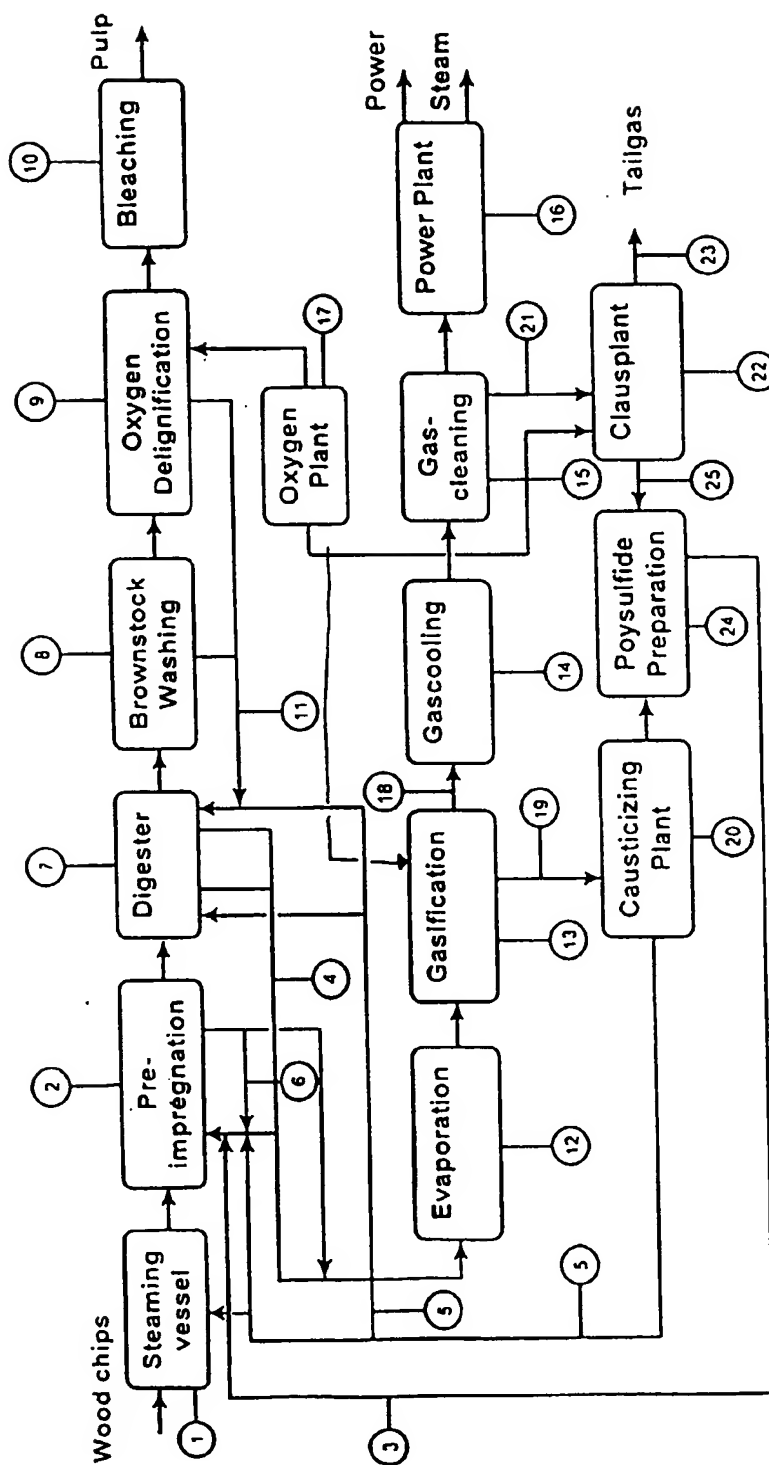 Wood chips
1
Steaming
vessel
2
Pre-
imprégnation
7
Digester
8
Brownstock
Washing
9
Oxygen
Delignification
10
Bleaching
Pulp
6
4
11
Oxygen
Plant
17
Power
Steam
Evaporation
12
Gasification
13
18
Gascooling
14
Gas-
cleaning
15
Power Plant
16
19
21
3
5
5
Causticizing
Plant
20
Poysulfide
Preparation
24
25
Clausplant
22
23
Tailgas